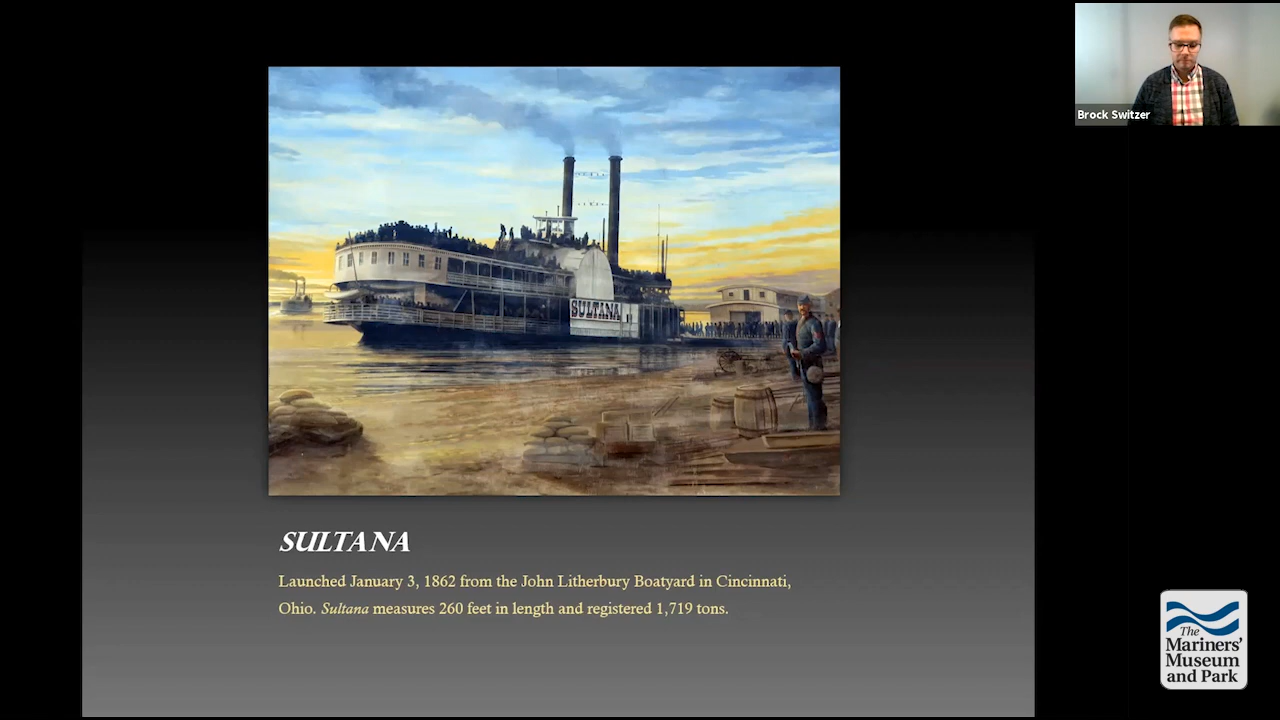 Brock Switzer
SULTANA
SULTANA
Launched January 3, 1862 from the John Litherbury Boatyard in Cincinnati,
Ohio. Sultana measures 260 feet in length and registered 1,719 tons.
The
Mariners'
Museum
and Park